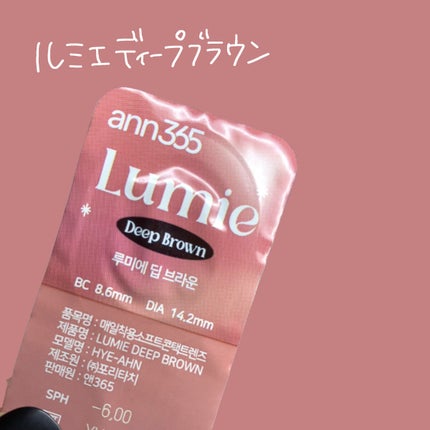 ルミエディープブラウン
ann365
Lumie
Deep Brown
루미에 딥 브라운
BC 8.6mm DIA 14.2mm
품목명 : 매일착용소프트콘택트렌즈
제품명 : LUMIE DEEP BROWN
모델명 : HYE-AHN
제조원 : ㈜포리타치
판매원 : 앤365
SPH -6.00